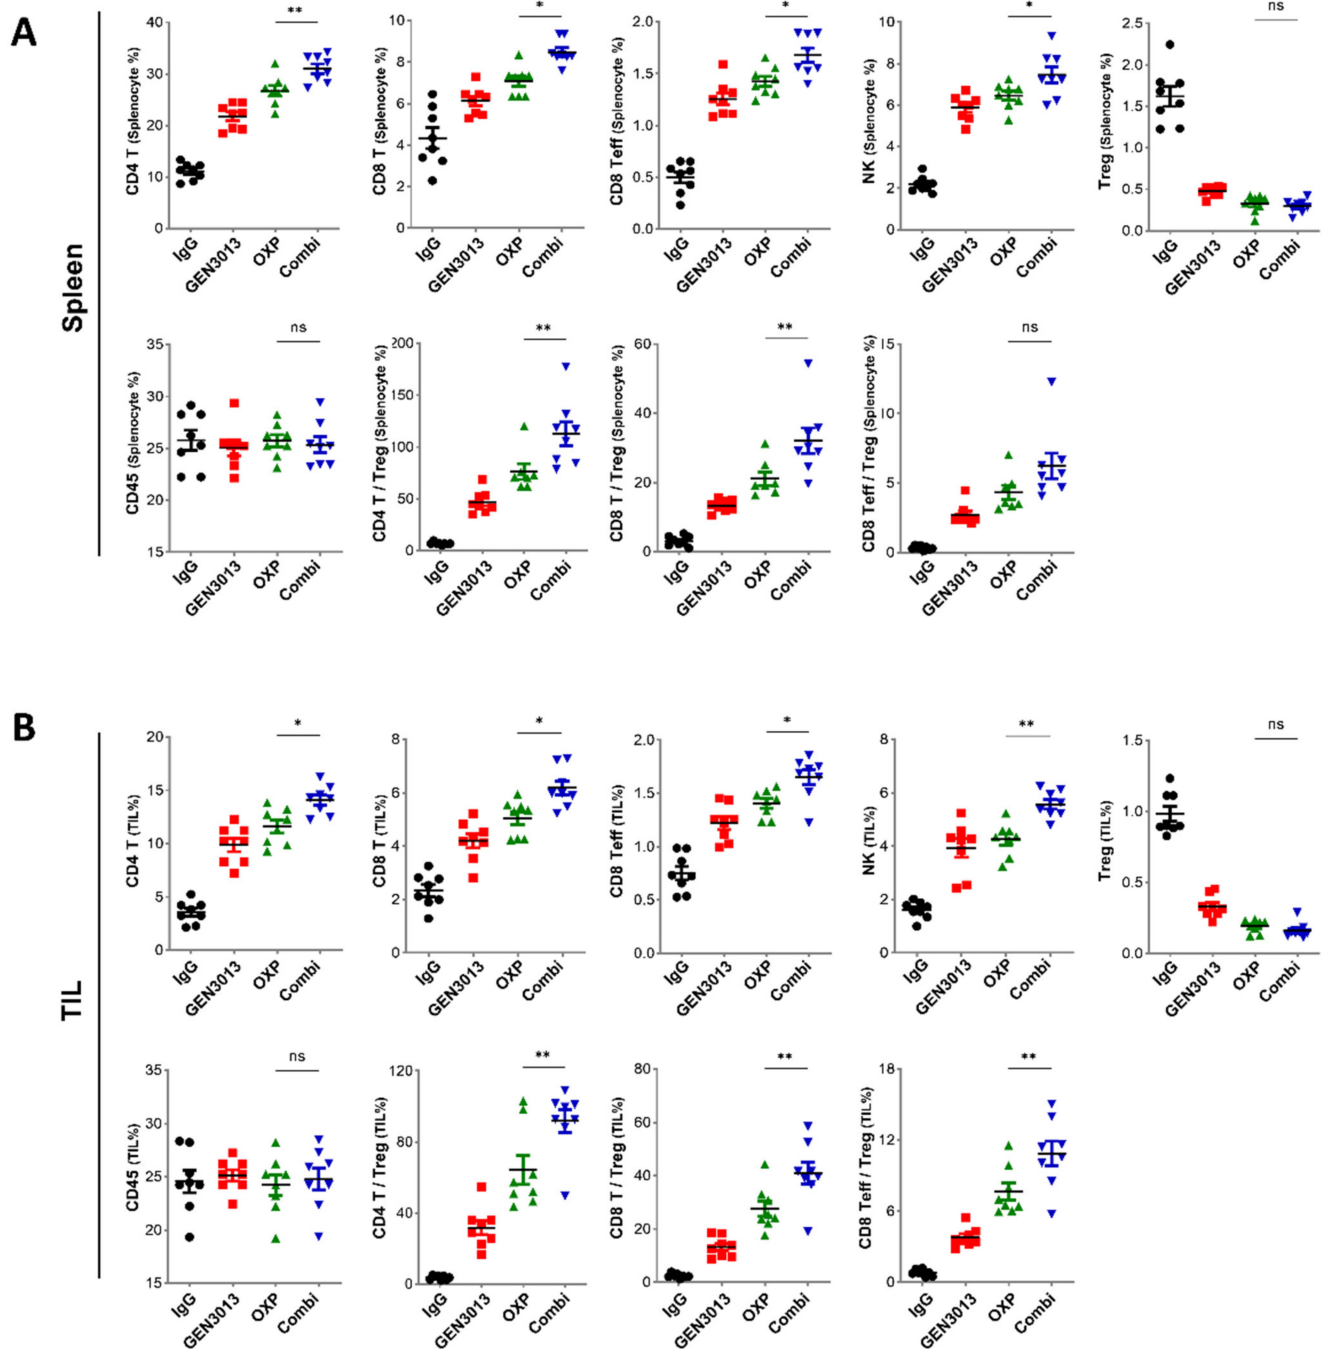 A
Spleen
CD4 T (Splenocyte %)
40
30
20
10
0
**
IgG
GEN3013
OXP
Combi
CD8 T (Splenocyte %)
10
8
6
4
2
0
*
IgG
GEN3013
OXP
Combi
CD8 Teff (Splenocyte %)
2.0
1.5
1.0
0.5
0.0
*
IgG
GEN3013
OXP
Combi
NK (Splenocyte %)
10
8
6
4
2
0
*
IgG
GEN3013
OXP
Combi
Treg (Splenocyte %)
2.5
2.0
1.5
1.0
0.5
0.0
ns
IgG
GEN3013
OXP
Combi
CD45 (Splenocyte %)
35
30
25
20
15
ns
IgG
GEN3013
OXP
Combi
CD4 T / Treg (Splenocyte %)
200
150
100
50
0
**
IgG
GEN3013
OXP
Combi
CD8 T / Treg (Splenocyte %)
60
40
20
0
**
IgG
GEN3013
OXP
Combi
CD8 Teff / Treg (Splenocyte %)
15
10
5
0
ns
IgG
GEN3013
OXP
Combi
B
TIL
CD4 T (TIL%)
20
15
10
5
0
*
IgG
GEN3013
OXP
Combi
CD8 T (TIL%)
8
6
4
2
0
*
IgG
GEN3013
OXP
Combi
CD8 Teff (TIL%)
2.0
1.5
1.0
0.5
0.0
*
IgG
GEN3013
OXP
Combi
NK (TIL%)
8
6
4
2
0
**
IgG
GEN3013
OXP
Combi
Treg (TIL%)
1.5
1.0
0.5
0.0
ns
IgG
GEN3013
OXP
Combi
CD45 (TIL%)
35
30
25
20
15
ns
IgG
GEN3013
OXP
Combi
CD4 T / Treg (TIL%)
120
80
40
0
**
IgG
GEN3013
OXP
Combi
CD8 T / Treg (TIL%)
80
60
40
20
0
**
IgG
GEN3013
OXP
Combi
CD8 Teff / Treg (TIL%)
18
12
6
0
**
IgG
GEN3013
OXP
Combi